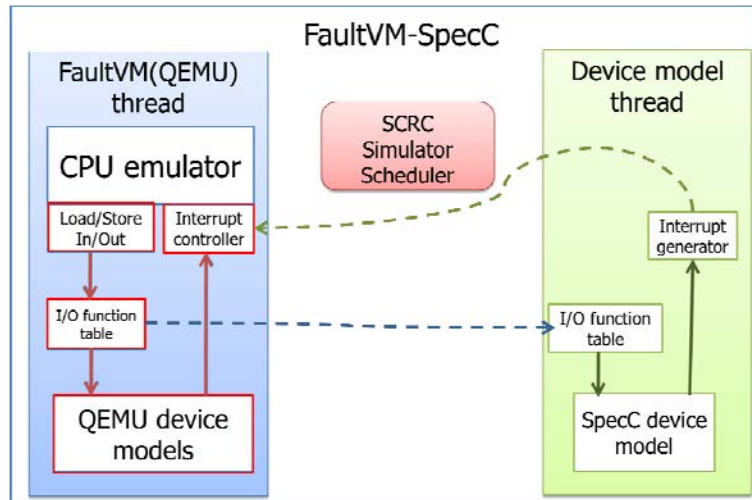 FaultVM-SpecC
FaultVM(QEMU)
thread
CPU emulator
Load/Store
In/Out
Interrupt
controller
I/O function
table
QEMU device
models
SCRC
Simulator
Scheduler
Device model
thread
Interrupt
generator
I/O function
table
SpecC device
model